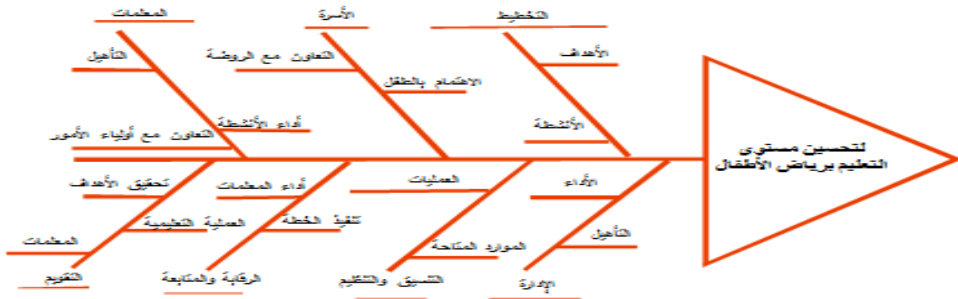 المعلمات
الأسرة
التخطيط
التأهيل
التعاون مع الروضة
الأهداف
الاهتمام بالطفل
أداء الأنشطة
التعاون مع أولياء الأمور
الأنشطة
لتحسين مستوى
التعليم برياض الأطفال
تحقيق الأهداف
أداء المعلمات
العمليات
الأداء
العملية التعليمية
تنفيذ الخطة
الموارد المتاحة
التأهيل
المعلمات
التقويم
الرقابة والمتابعة
التنسيق والتنظيم
الإدارة